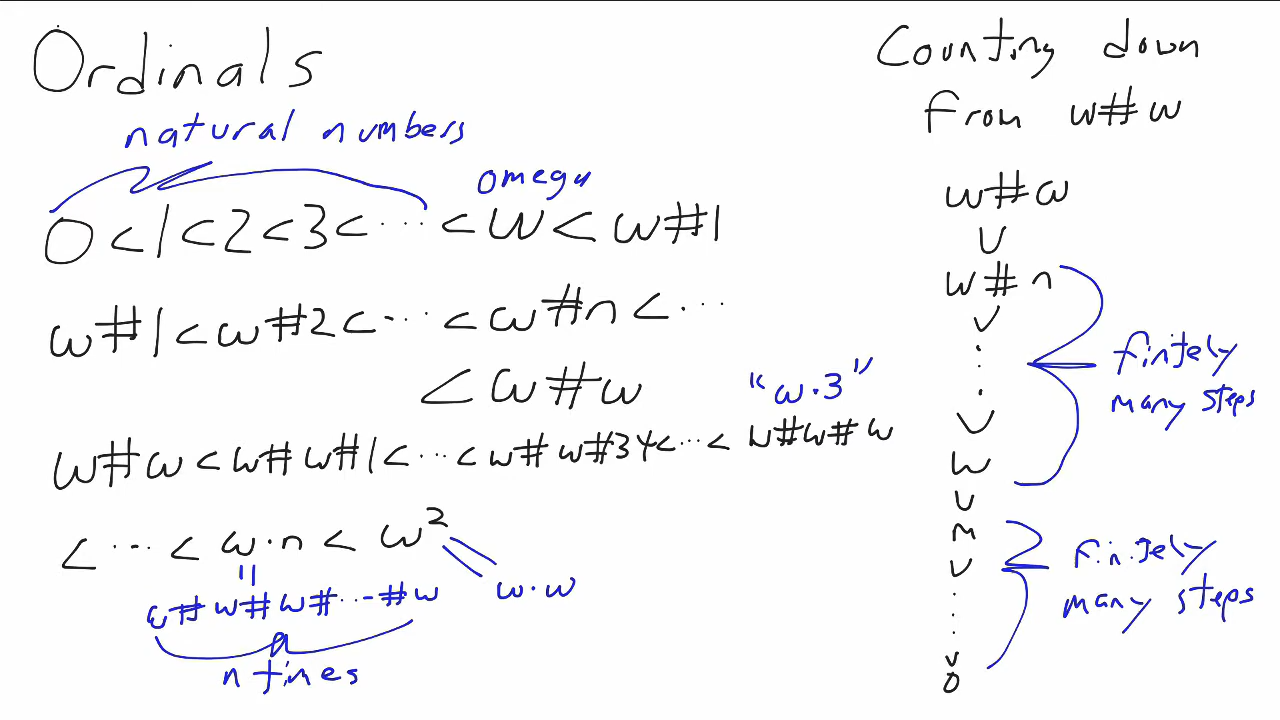 Ordinals
natural numbers
omega
0 < 1 < 2 < 3 < ··· < ω < ω#1
ω#1 < ω#2 < ··· < ω#n < ···
< ω#ω
"ω·3"
ω#ω < ω#ω#1 < ··· < ω#ω#34 < ··· < ω#ω#ω
< ··· < ω·n < ω²
ω·ω
=
ω#ω#ω#···#ω
n times
Counting down
from ω#ω
ω#ω
∨
ω#n
∨
⋮
∨
ω
finitely
many steps
∨
m
∨
⋮
∨
0
finitely
many steps